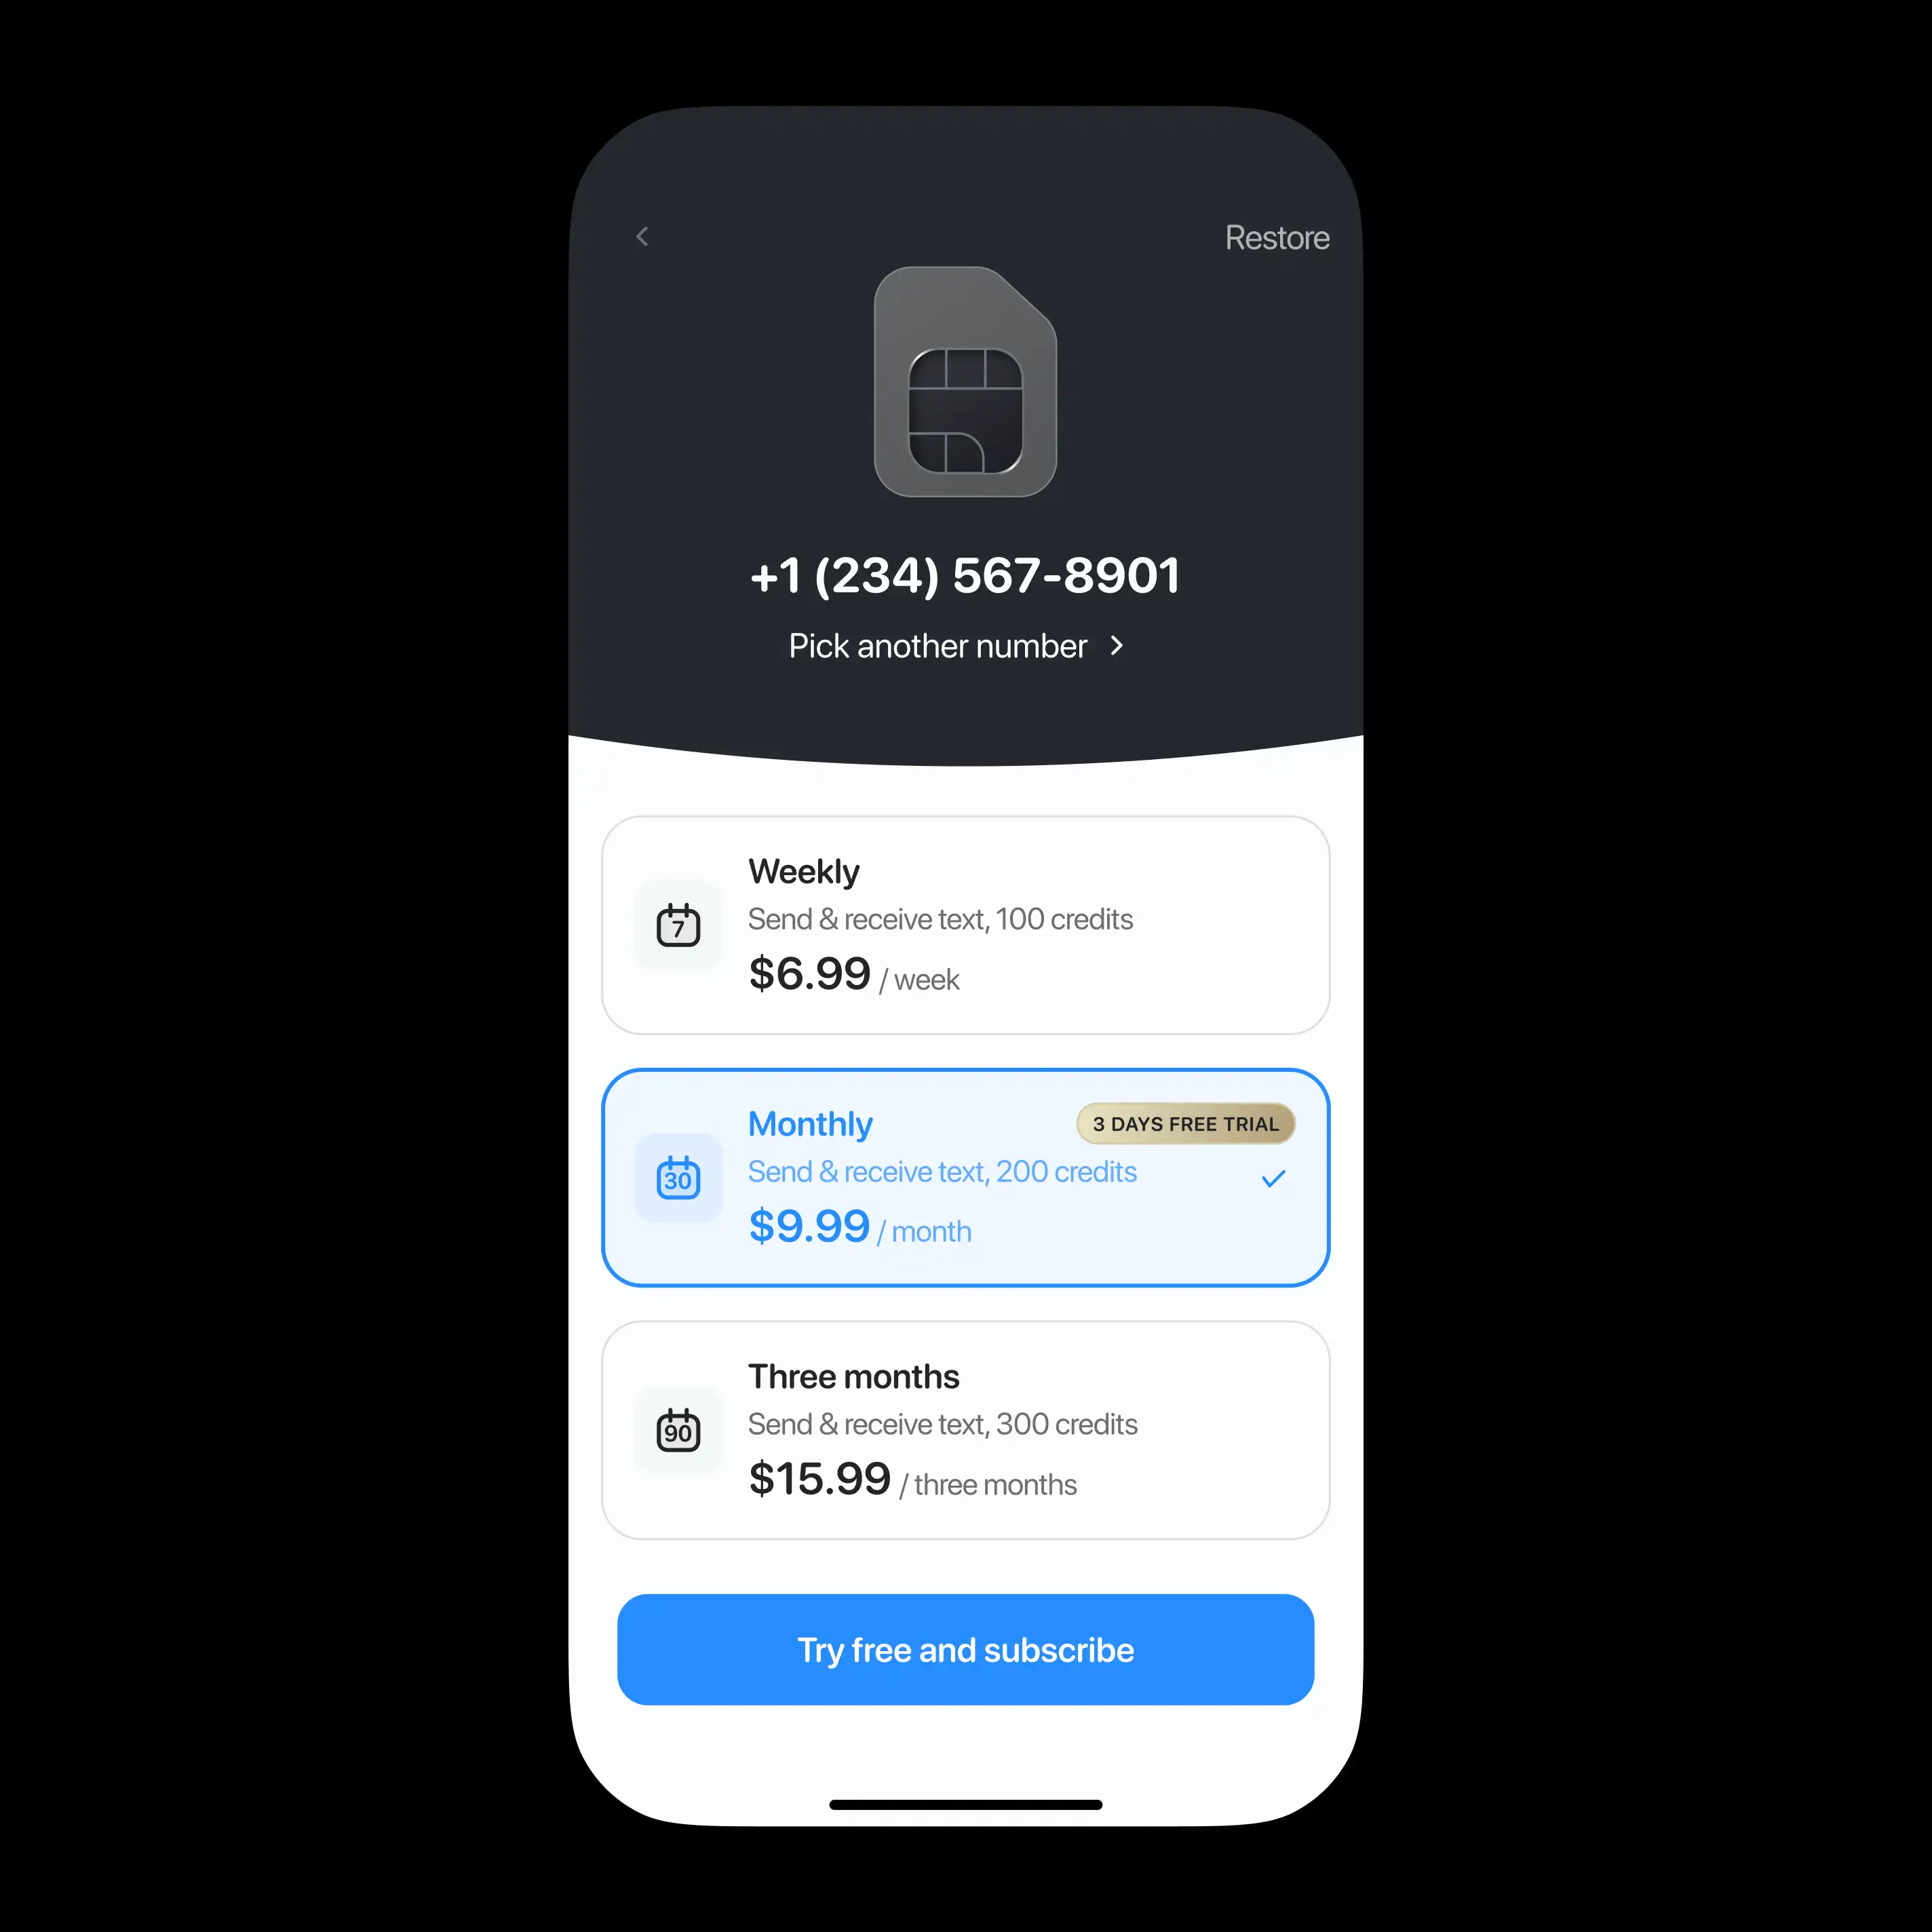 Restore
+1 (234) 567-8901
Pick another number
Weekly
7
Send & receive text, 100 credits
$6.99 / week
Monthly
3 DAYS FREE TRIAL
30
Send & receive text, 200 credits
$9.99 / month
Three months
90
Send & receive text, 300 credits
$15.99 / three months
Try free and subscribe